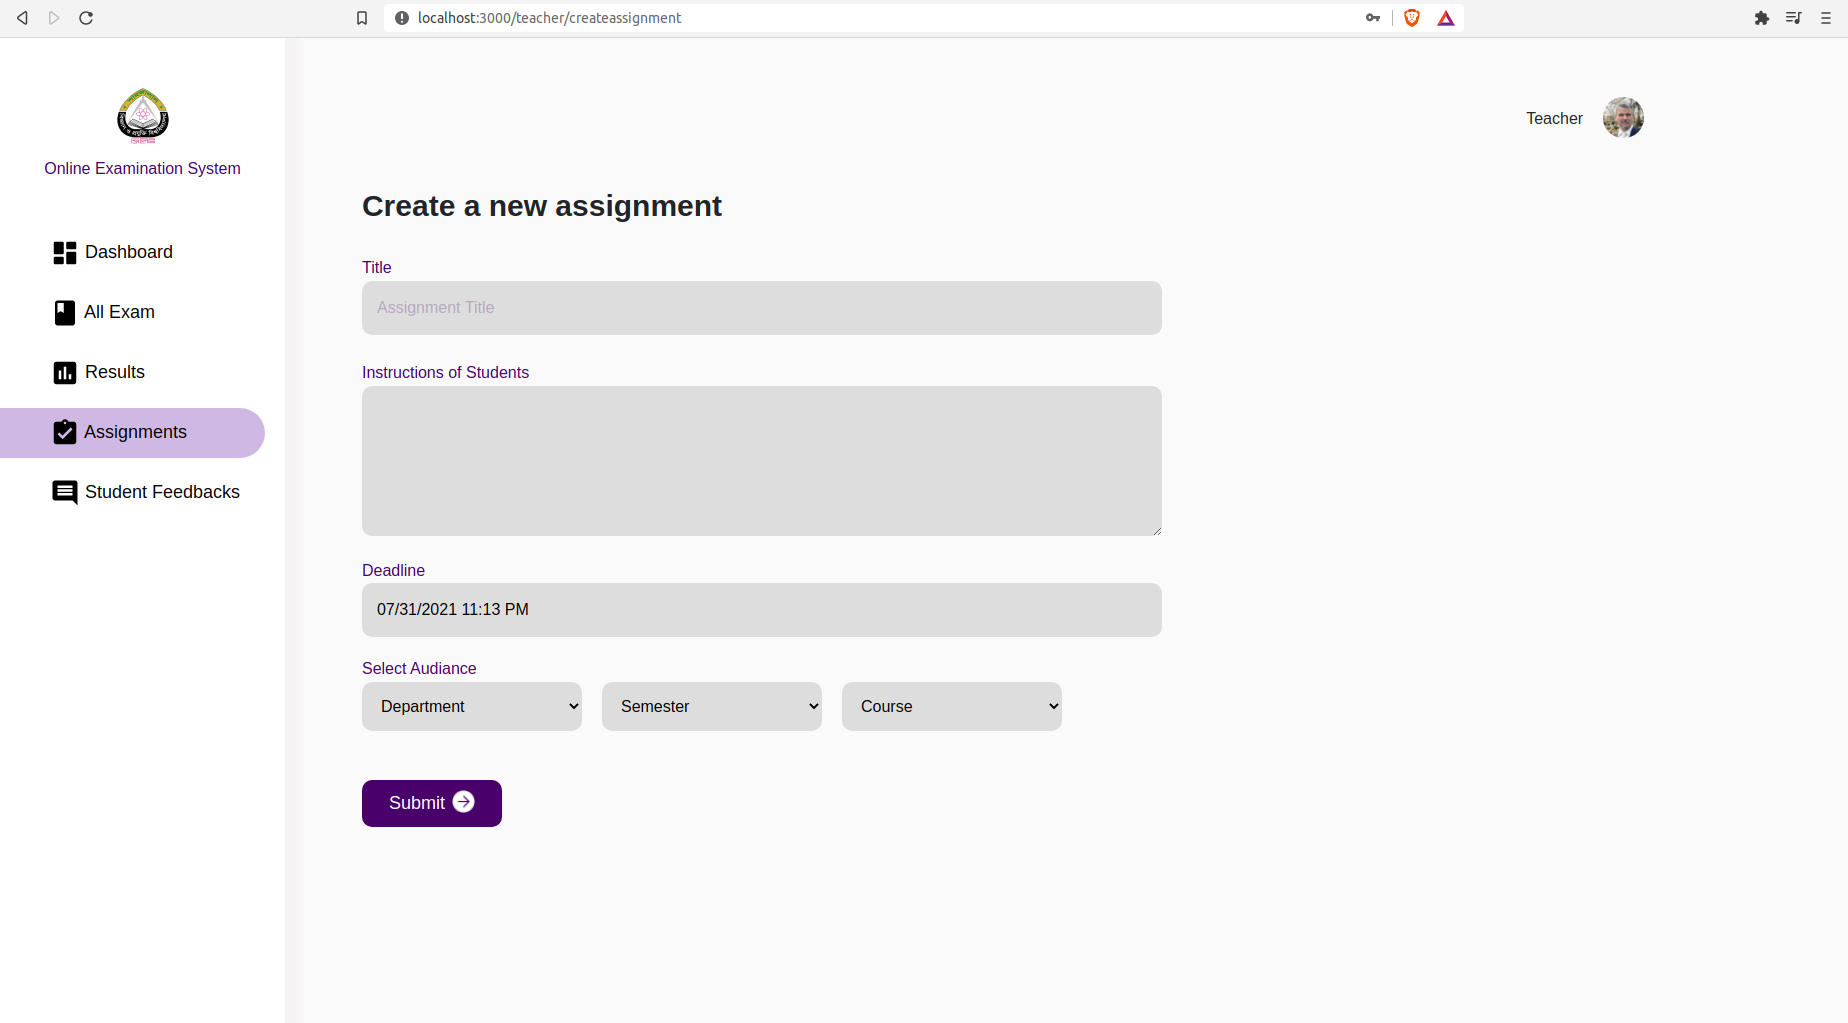 localhost:3000/teacher/createassignment
Teacher
Online Examination System
Create a new assignment
Dashboard
All Exam
Results
Assignments
Student Feedbacks
Title
Assignment Title
Instructions of Students
Deadline
07/31/2021 11:13 PM
Select Audiance
Department
Semester
Course
Submit